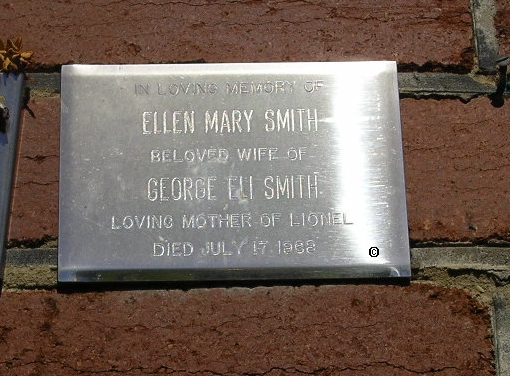 IN LOVING MEMORY OF
ELLEN MARY SMITH
BELOVED WIFE OF
GEORGE ELI SMITH
LOVING MOTHER OF LIONEL
DIED JULY 17. 1968
©